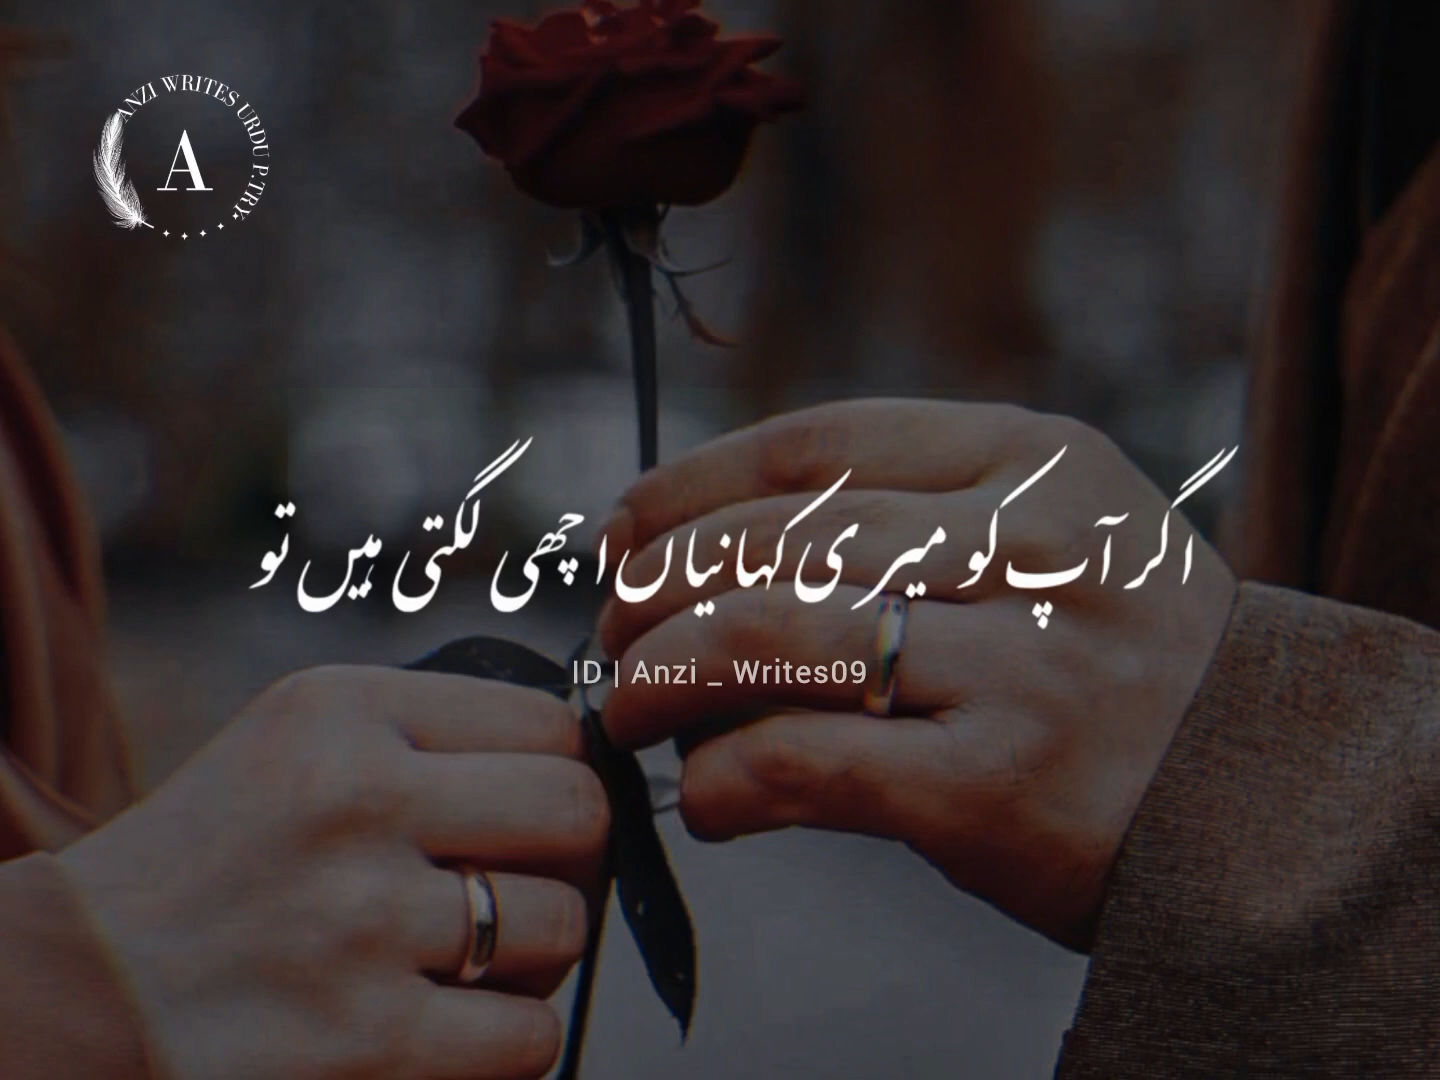 ANZI WRITES URDU P.TRY
A
اگر آپ کو میری کہانیاں اچھی لگتی ہیں تو
ID | Anzi _ Writes09